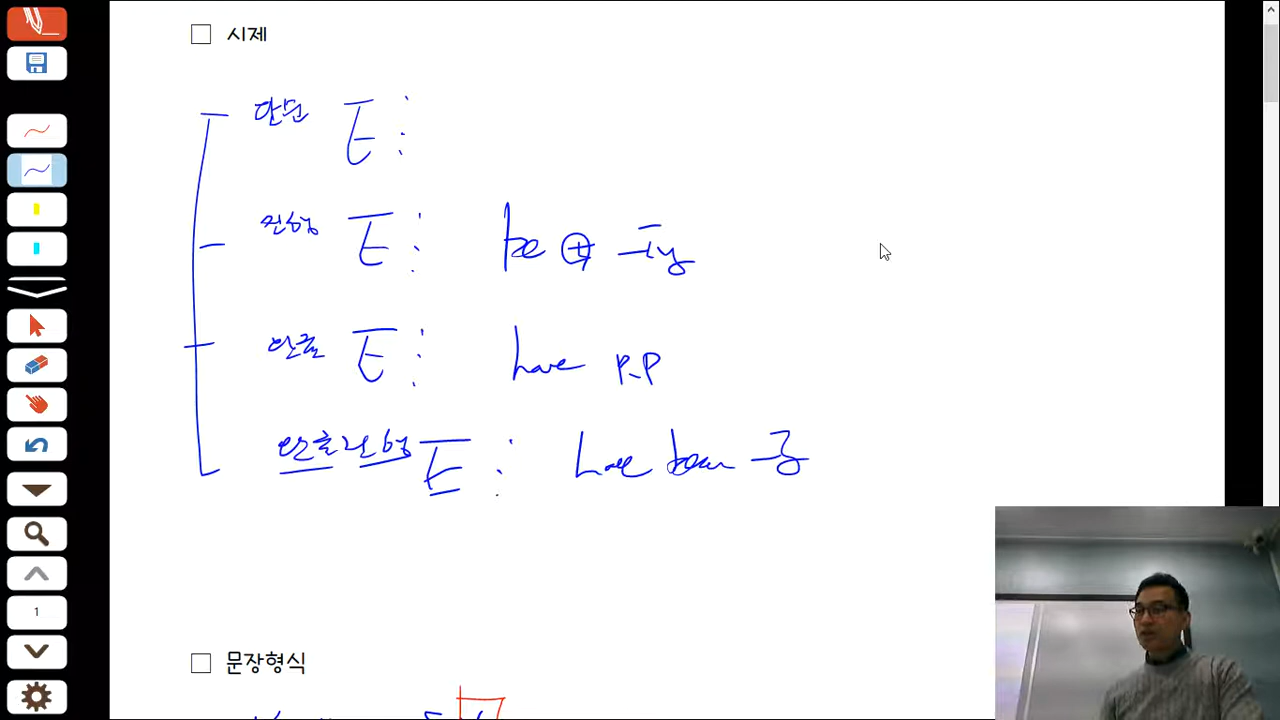 시제
단순 E :
진행 E : be + -ing
완료 E : have P.P
완료진행 E : have been -ing
1
문장형식